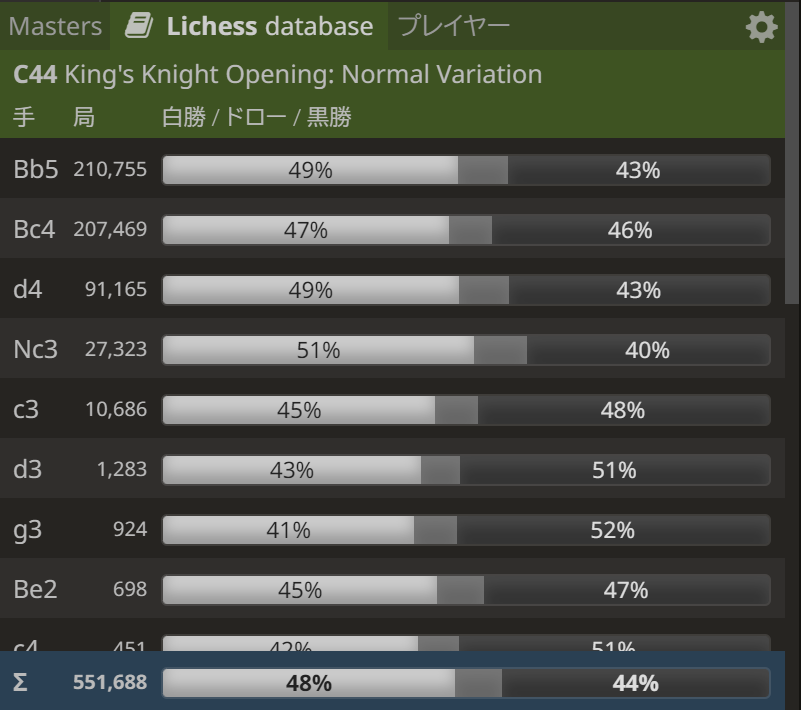 Masters Lichess database プレイヤー
C44 King's Knight Opening: Normal Variation
手 局 白勝 / ドロー / 黒勝
Bb5 210,755 49% 43%
Bc4 207,469 47% 46%
d4 91,165 49% 43%
Nc3 27,323 51% 40%
c3 10,686 45% 48%
d3 1,283 43% 51%
g3 924 41% 52%
Be2 698 45% 47%
c4 451 42% 51%
Σ 551,688 48% 44%